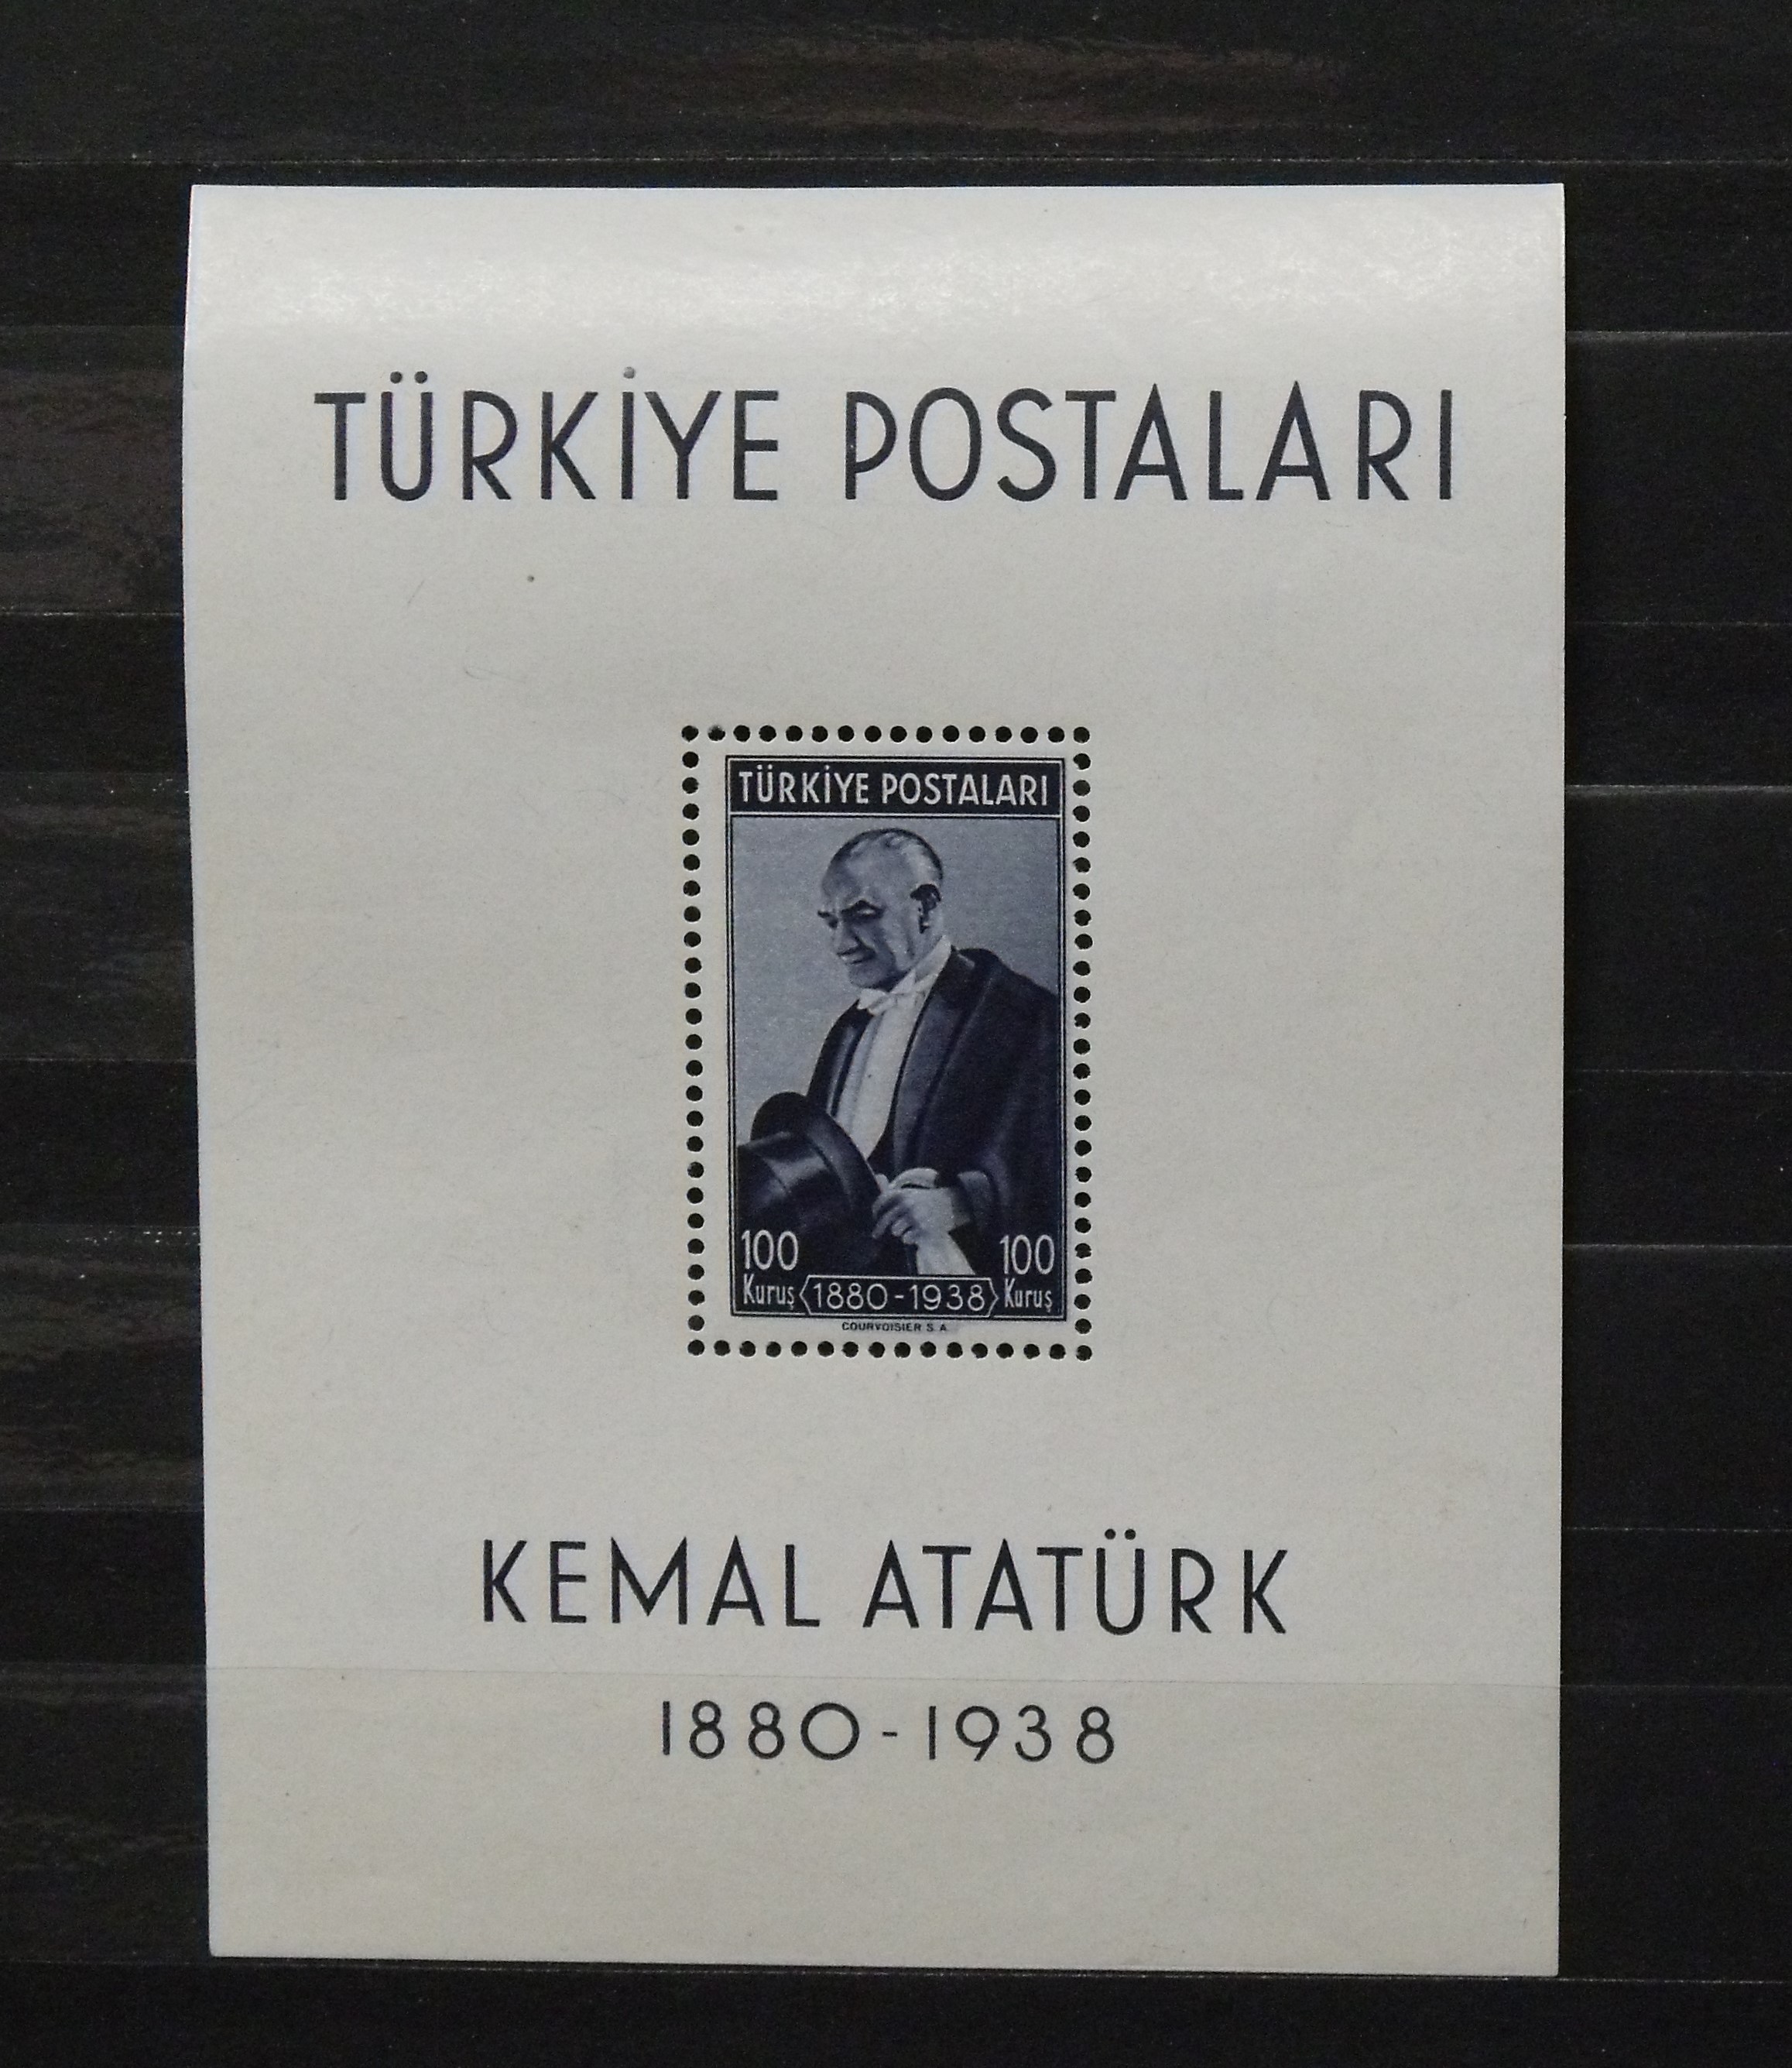 TÜRKİYE POSTALARI
TÜRKİYE POSTALARI
100 100
Kuruş 1880-1938 Kuruş
COURVOISIER S.A.
KEMAL ATATÜRK
1880-1938